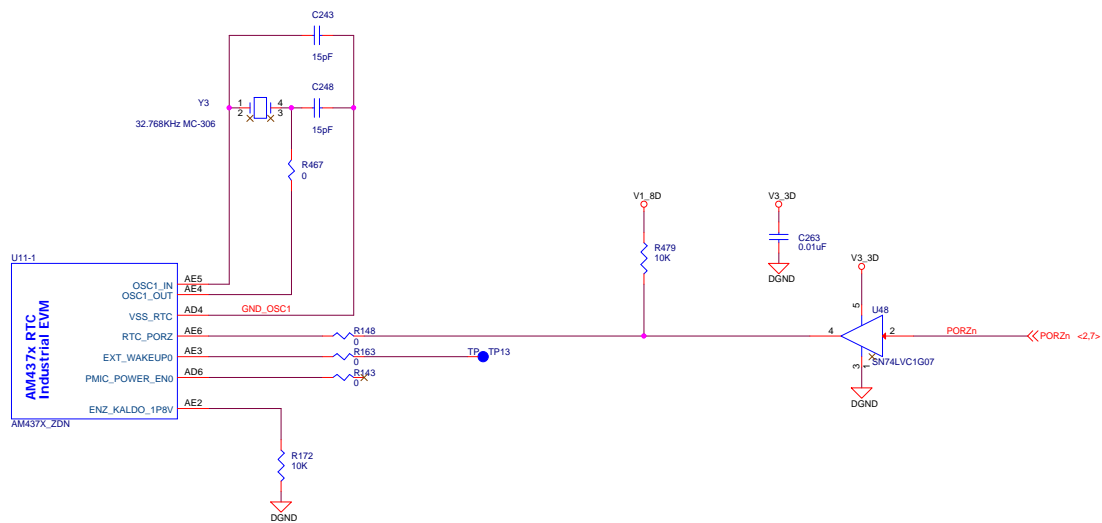 C243
15pF
C248
15pF
Y3
1
2
4
3
32.768KHz MC-306
R467
0
V1_8D
V3_3D
R479
10K
C263
0.01uF
DGND
V3_3D
U11-1
AM437x RTC
Industrial EVM
OSC1_IN
AE5
OSC1_OUT
AE4
VSS_RTC
AD4
GND_OSC1
RTC_PORZ
AE6
R148
0
EXT_WAKEUP0
AE3
R163
0
TP
TP13
PMIC_POWER_EN0
AD6
R143
0
ENZ_KALDO_1P8V
AE2
AM437X_ZDN
5
U48
4
2
PORZn
PORZn <2,7>
3
1
SN74LVC1G07
DGND
R172
10K
DGND